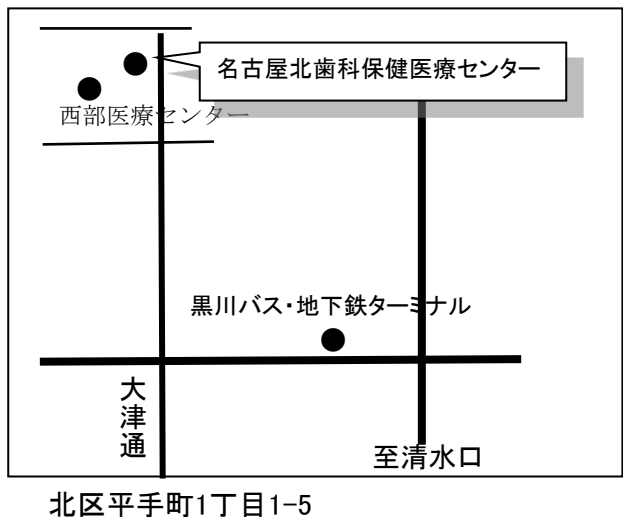 名古屋北歯科保健医療センター
西部医療センター
黒川バス・地下鉄ターミナル
大津通
至清水口
北区平手町1丁目1-5